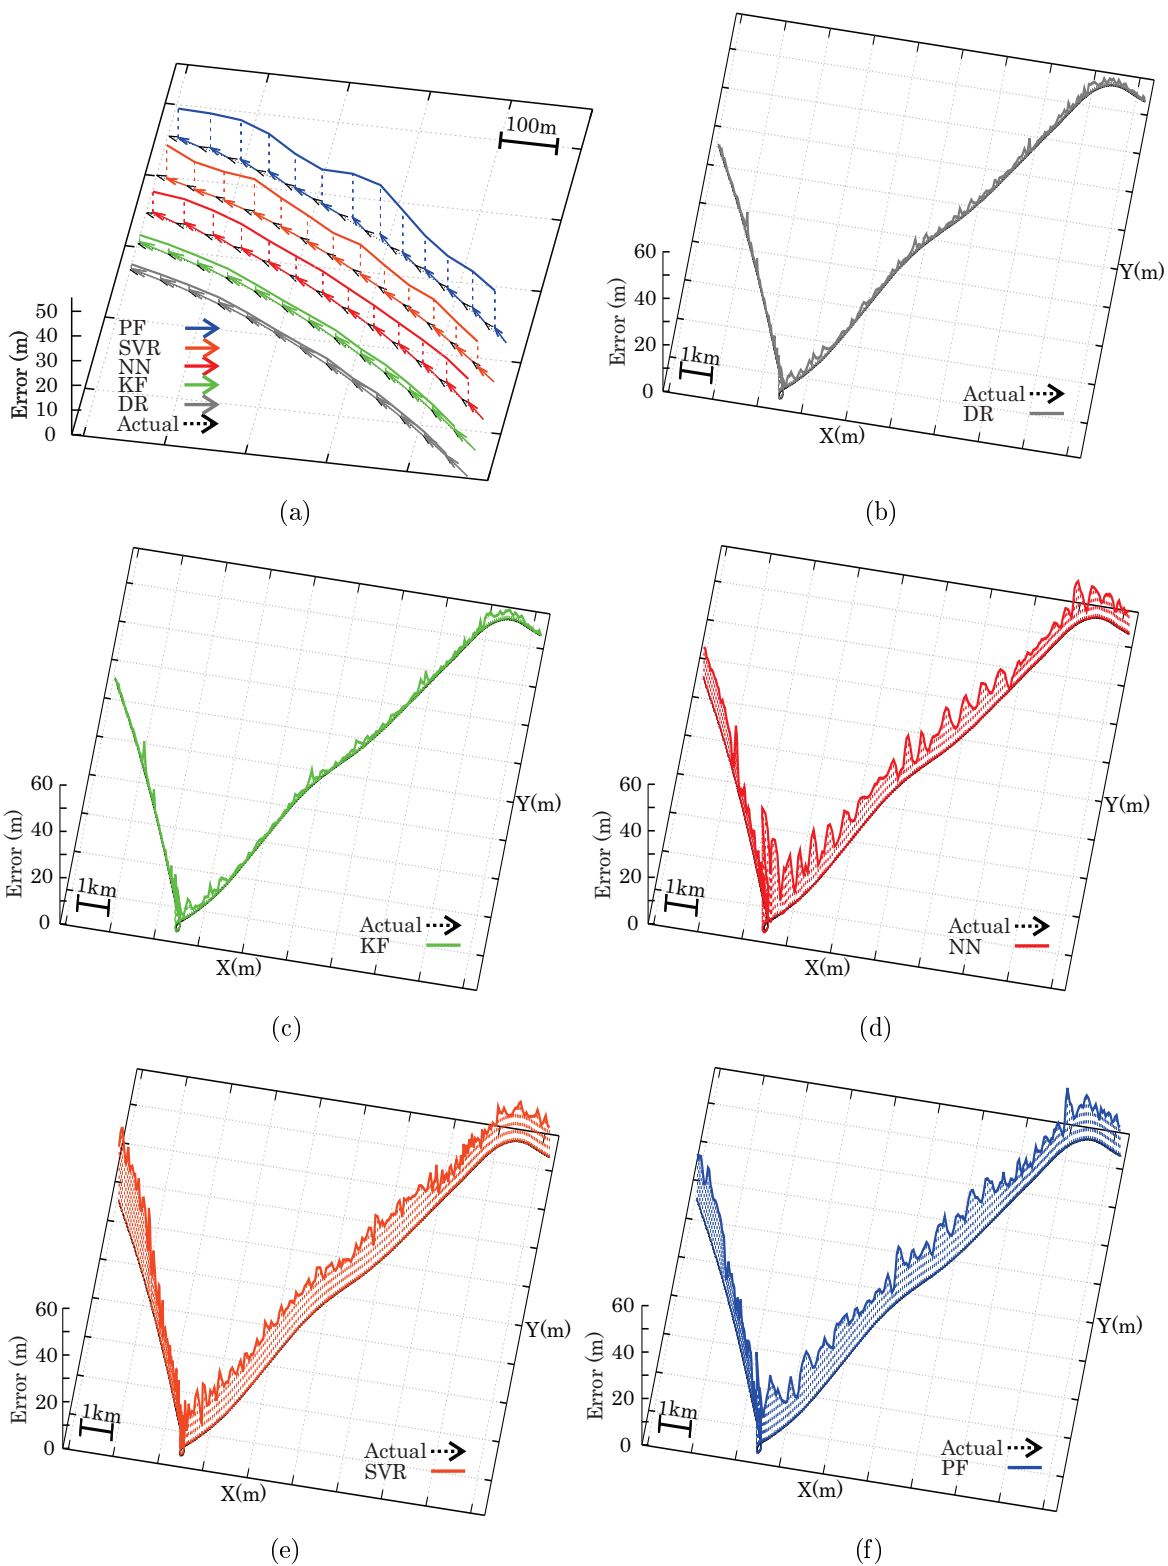 100m
Error (m)
50
40
30
20
10
0
PF
SVR
NN
KF
DR
Actual
(a)
Error (m)
60
40
20
0
1km
Y(m)
X(m)
Actual
DR
(b)
Error (m)
60
40
20
0
1km
Y(m)
X(m)
Actual
KF
(c)
Error (m)
60
40
20
0
1km
Y(m)
X(m)
Actual
NN
(d)
Error (m)
60
40
20
0
1km
Y(m)
X(m)
Actual
SVR
(e)
Error (m)
60
40
20
0
1km
Y(m)
X(m)
Actual
PF
(f)